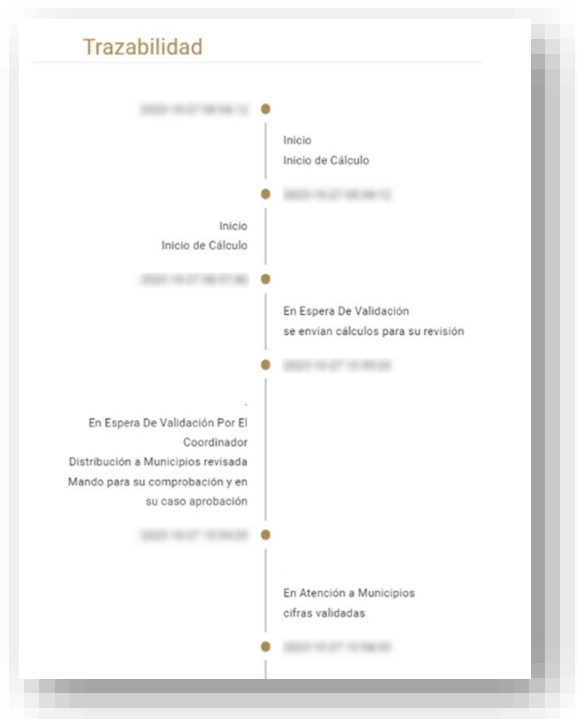 Trazabilidad
Inicio
Inicio de Cálculo
Inicio
Inicio de Cálculo
En Espera De Validación
se envían cálculos para su revisión
.
En Espera De Validación Por El
Coordinador
Distribución a Municipios revisada
Mando para su comprobación y en
su caso aprobación
En Atención a Municipios
cifras validadas